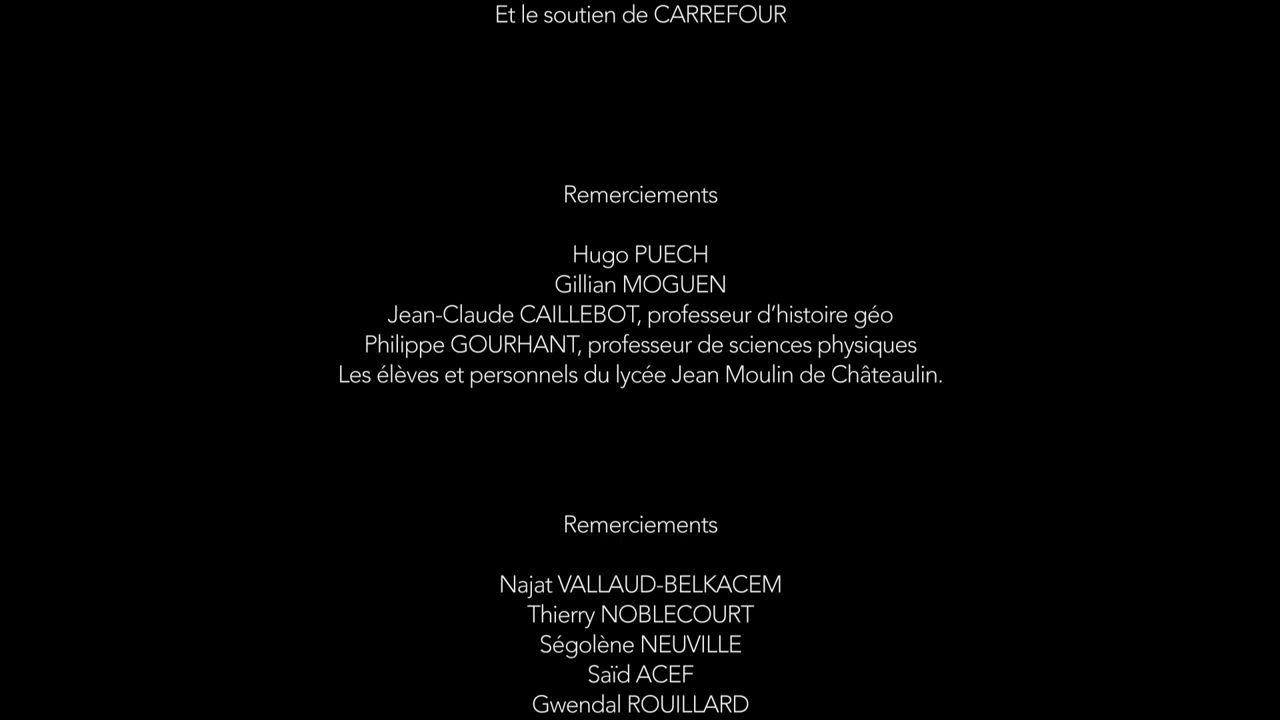 Et le soutien de CARREFOUR
Remerciements
Hugo PUECH
Gillian MOGUEN
Jean-Claude CAILLEBOT, professeur d’histoire géo
Philippe GOURHANT, professeur de sciences physiques
Les élèves et personnels du lycée Jean Moulin de Châteaulin.
Remerciements
Najat VALLAUD-BELKACEM
Thierry NOBLECOURT
Ségolène NEUVILLE
Saïd ACEF
Gwendal ROUILLARD